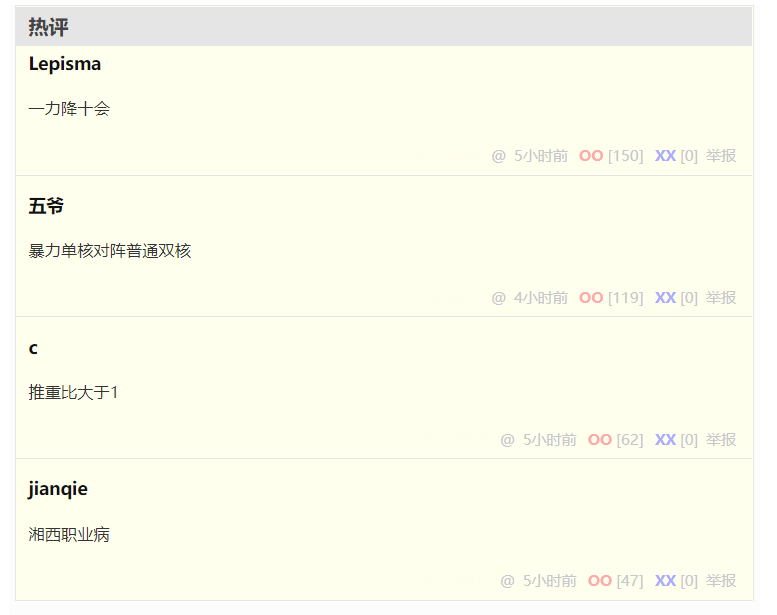 热评
Lepisma
一力降十会
@ 5小时前 OO [150] XX [0] 举报
五爷
暴力单核对阵普通双核
@ 4小时前 OO [119] XX [0] 举报
c
推重比大于1
@ 5小时前 OO [62] XX [0] 举报
jianqie
湘西职业病
@ 5小时前 OO [47] XX [0] 举报